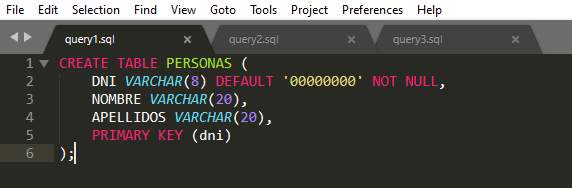 File Edit Selection Find View Goto Tools Project Preferences Help
query1.sql × query2.sql × query3.sql ×
1 CREATE TABLE PERSONAS (
2 DNI VARCHAR(8) DEFAULT '00000000' NOT NULL,
3 NOMBRE VARCHAR(20),
4 APELLIDOS VARCHAR(20),
5 PRIMARY KEY (dni)
6 );